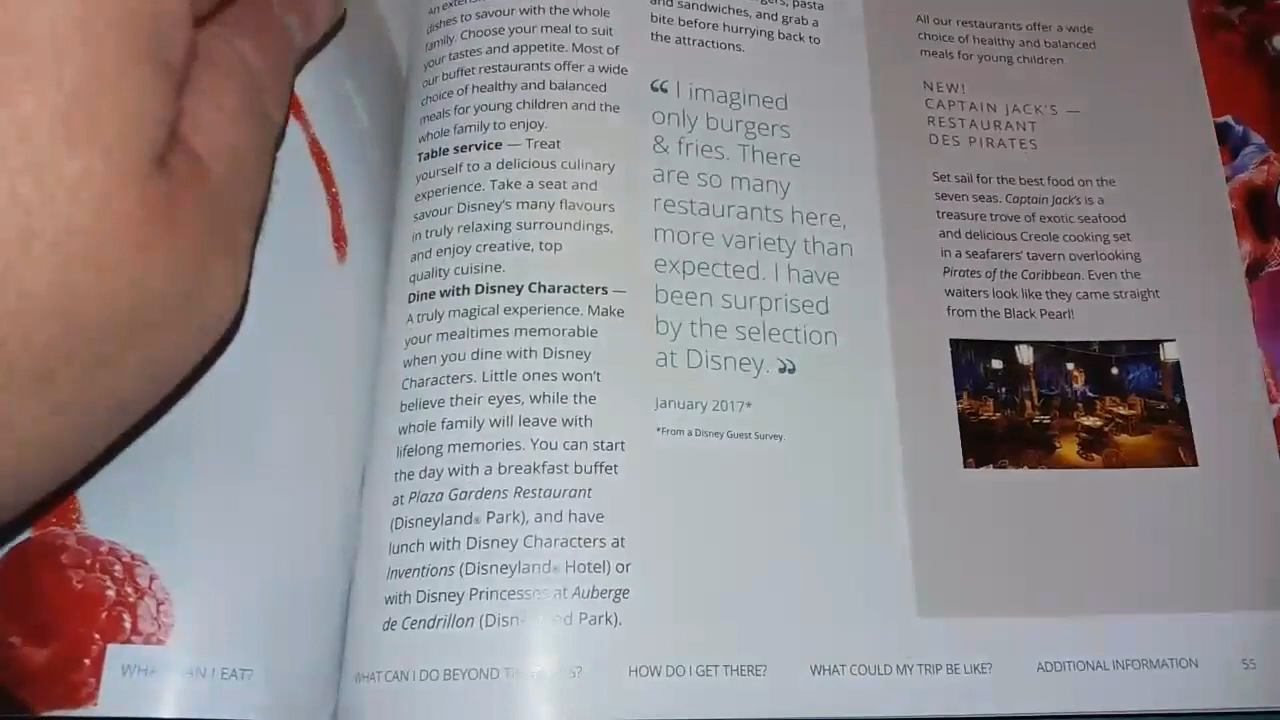 An
dishes to savour with the whole
family. Choose your meal to suit
your tastes and appetite. Most of
our buffet restaurants offer a wide
choice of healthy and balanced
meals for young children and the
whole family to enjoy.
Table service — Treat
yourself to a delicious culinary
experience. Take a seat and
savour Disney's many flavours
in truly relaxing surroundings,
and enjoy creative, top
quality cuisine.
Dine with Disney Characters —
A truly magical experience. Make
your mealtimes memorable
when you dine with Disney
Characters. Little ones won't
believe their eyes, while the
whole family will leave with
lifelong memories. You can start
the day with a breakfast buffet
at Plaza Gardens Restaurant
(Disneyland® Park), and have
lunch with Disney Characters at
Inventions (Disneyland® Hotel) or
with Disney Princesses at Auberge
de Cendrillon (Disn d Park).
pasta
and sandwiches, and grab a
bite before hurrying back to
the attractions.
“ I imagined
only burgers
& fries. There
are so many
restaurants here,
more variety than
expected. I have
been surprised
by the selection
at Disney. ”
January 2017*
*From a Disney Guest Survey.
All our restaurants offer a wide
choice of healthy and balanced
meals for young children.
NEW!
CAPTAIN JACK'S —
RESTAURANT
DES PIRATES
Set sail for the best food on the
seven seas. Captain Jack's is a
treasure trove of exotic seafood
and delicious Creole cooking set
in a seafarers' tavern overlooking
Pirates of the Caribbean. Even the
waiters look like they came straight
from the Black Pearl!
WHA AN I EAT?
WHAT CAN I DO BEYOND T S?
HOW DO I GET THERE?
WHAT COULD MY TRIP BE LIKE?
ADDITIONAL INFORMATION
55